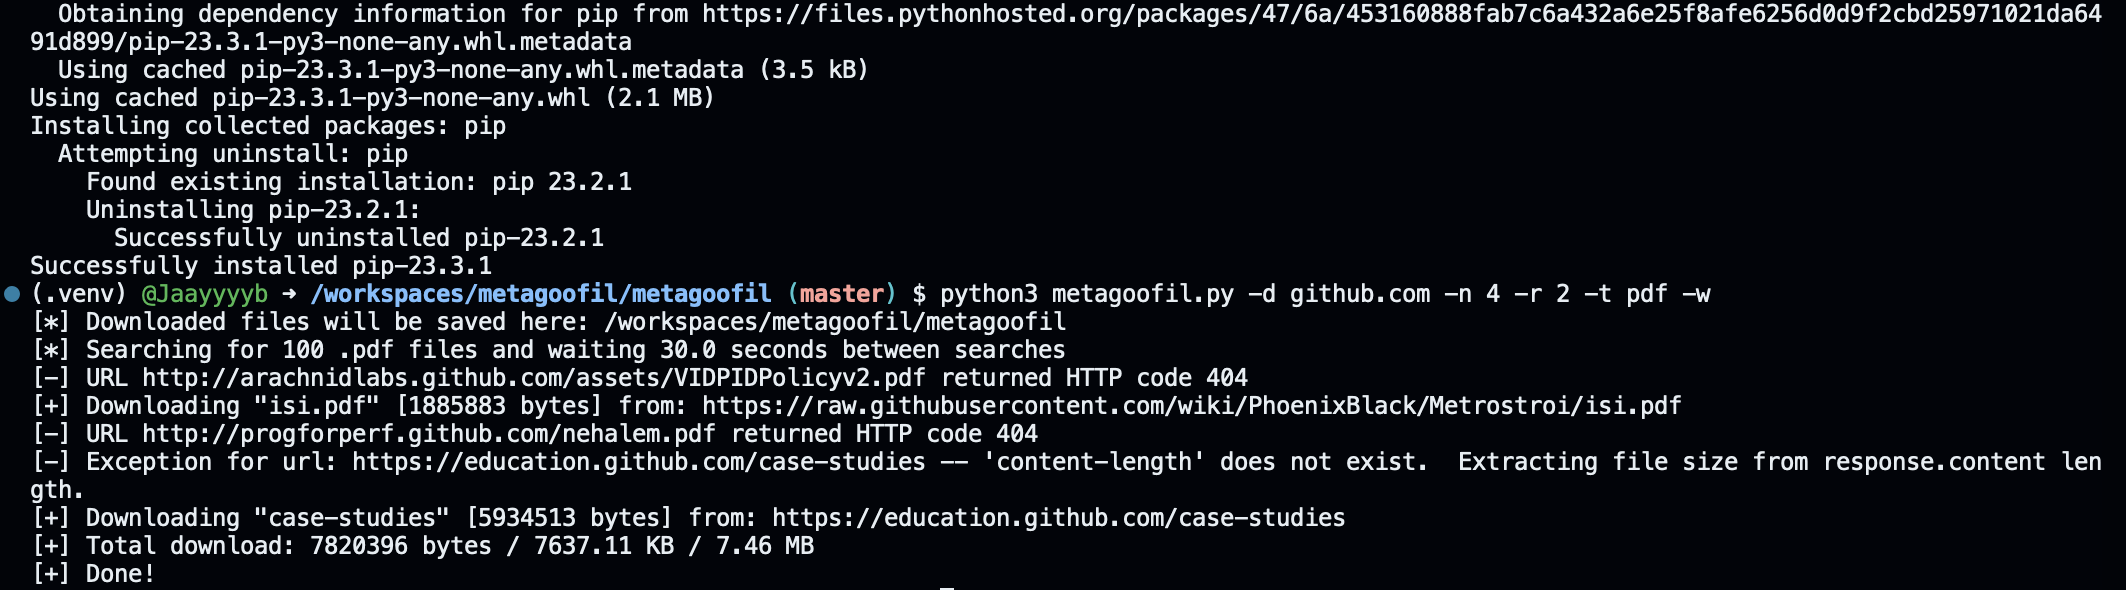 Obtaining dependency information for pip from https://files.pythonhosted.org/packages/47/6a/453160888fab7c6a432a6e25f8afe6256d0d9f2cbd25971021da64
91d899/pip-23.3.1-py3-none-any.whl.metadata
Using cached pip-23.3.1-py3-none-any.whl.metadata (3.5 kB)
Using cached pip-23.3.1-py3-none-any.whl (2.1 MB)
Installing collected packages: pip
Attempting uninstall: pip
Found existing installation: pip 23.2.1
Uninstalling pip-23.2.1:
Successfully uninstalled pip-23.2.1
Successfully installed pip-23.3.1
(.venv) @Jaayyyyb ➜ /workspaces/metagoofil/metagoofil (master) $ python3 metagoofil.py -d github.com -n 4 -r 2 -t pdf -w
[*] Downloaded files will be saved here: /workspaces/metagoofil/metagoofil
[*] Searching for 100 .pdf files and waiting 30.0 seconds between searches
[-] URL http://arachnidlabs.github.com/assets/VIDPIDPolicyv2.pdf returned HTTP code 404
[+] Downloading "isi.pdf" [1885883 bytes] from: https://raw.githubusercontent.com/wiki/PhoenixBlack/Metrostroi/isi.pdf
[-] URL http://progforperf.github.com/nehalem.pdf returned HTTP code 404
[-] Exception for url: https://education.github.com/case-studies -- 'content-length' does not exist.  Extracting file size from response.content len
gth.
[+] Downloading "case-studies" [5934513 bytes] from: https://education.github.com/case-studies
[+] Total download: 7820396 bytes / 7637.11 KB / 7.46 MB
[+] Done!